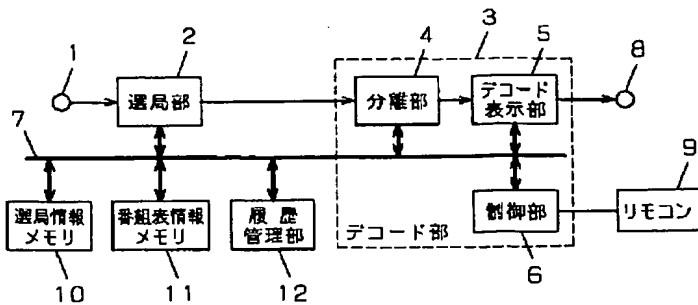 1
2
選局部
4
分離部
3
5
デコード
表示部
8
7
選局情報
メモリ
10
番組表情報
メモリ
11
履歴
管理部
12
デコード部
制御部
6
リモコン
9